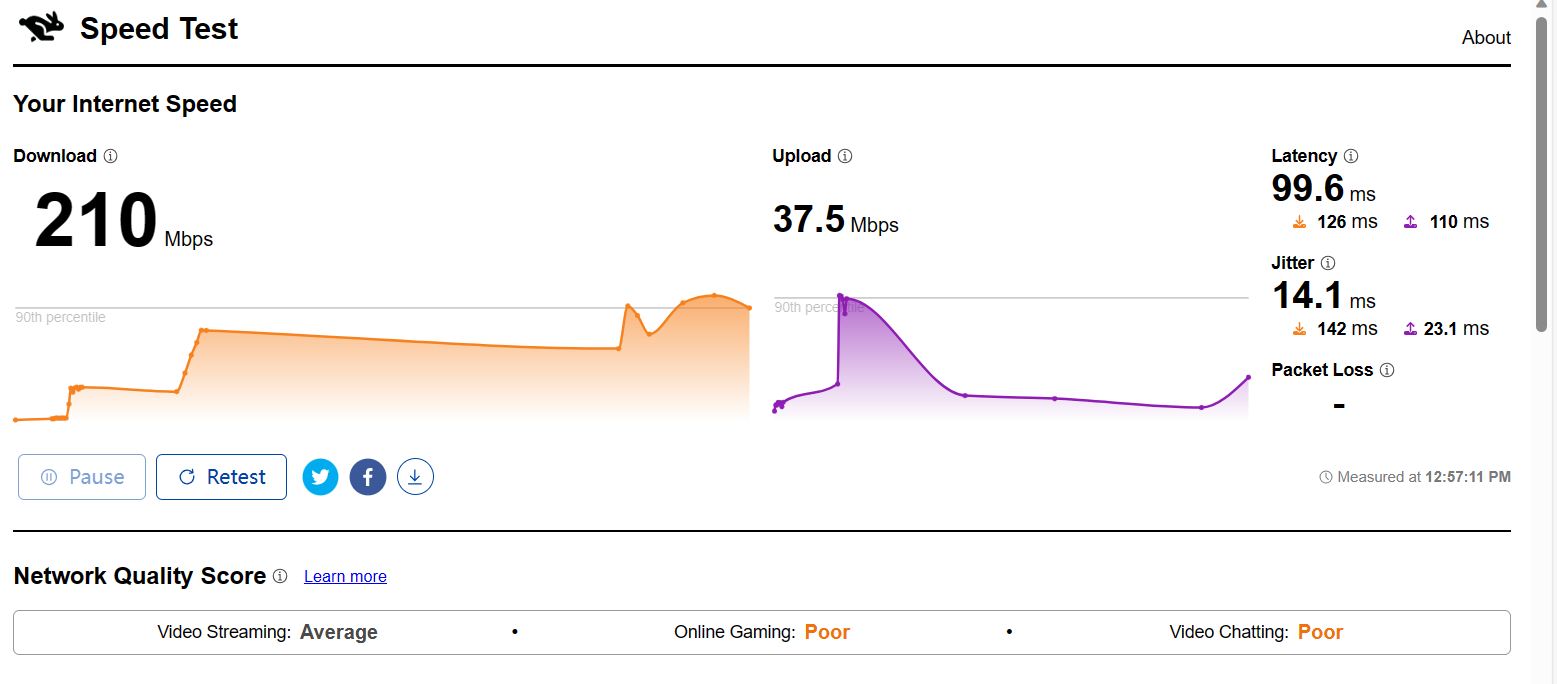 Speed Test
About
Your Internet Speed
Download
210 Mbps
90th percentile
Upload
37.5 Mbps
90th percentile
Latency
99.6 ms
126 ms 110 ms
Jitter
14.1 ms
142 ms 23.1 ms
Packet Loss
-
Pause Retest
Measured at 12:57:11 PM
Network Quality Score Learn more
Video Streaming: Average • Online Gaming: Poor • Video Chatting: Poor